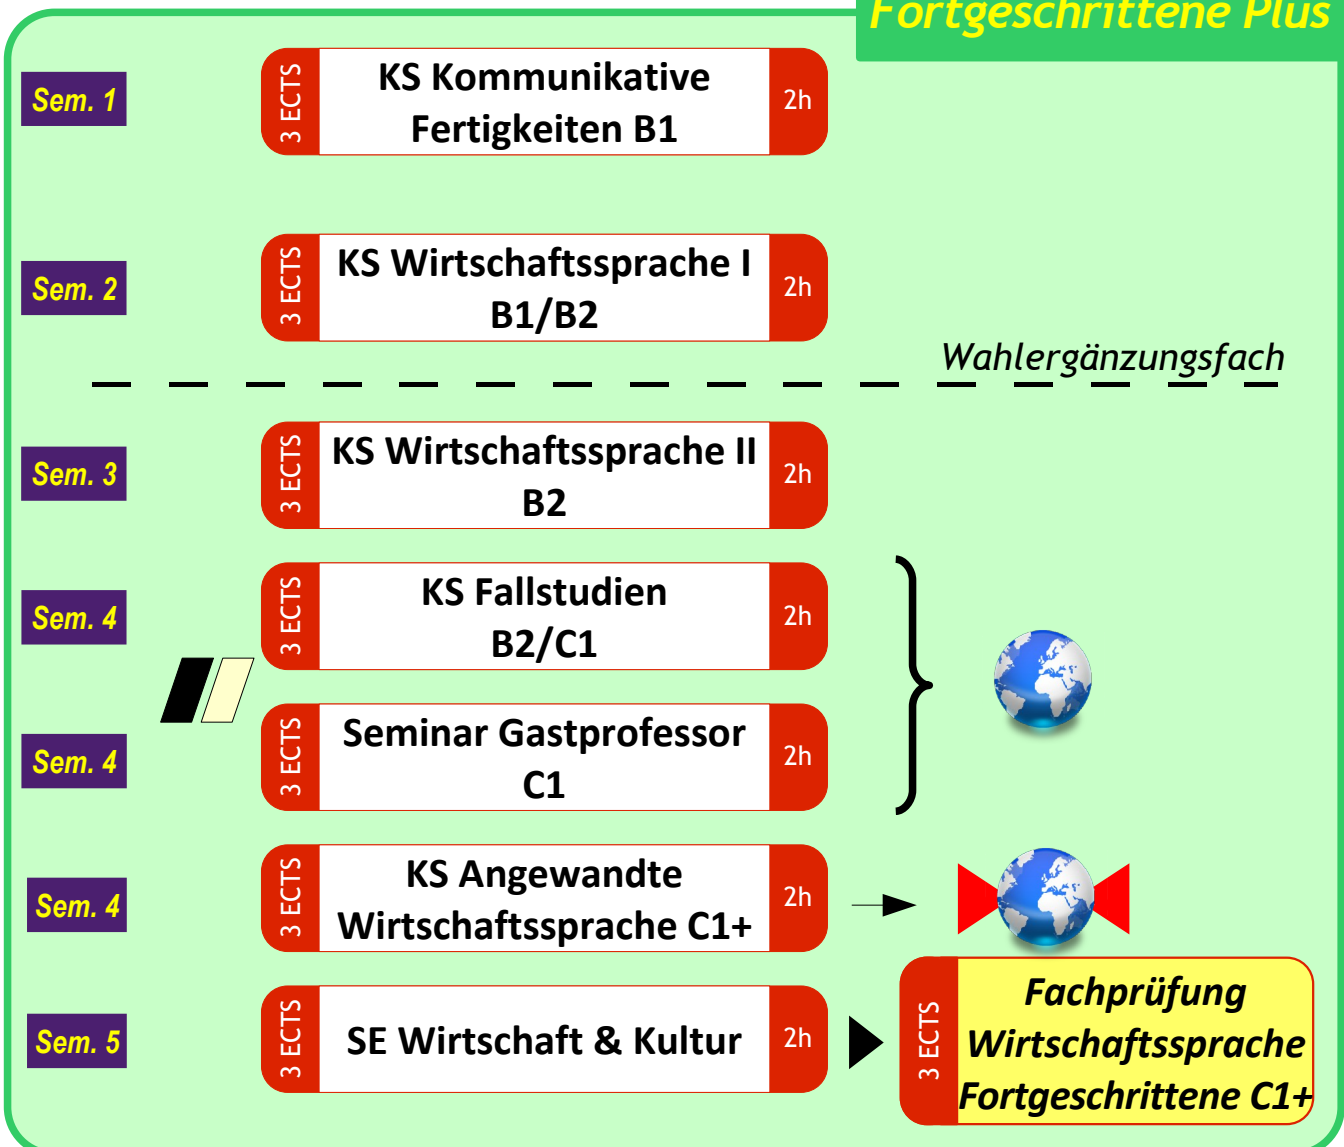 Fortgeschrittene Plus
Sem. 1
3 ECTS
KS Kommunikative
Fertigkeiten B1
2h
Sem. 2
3 ECTS
KS Wirtschaftssprache I
B1/B2
2h
Wahlergänzungsfach
Sem. 3
3 ECTS
KS Wirtschaftssprache II
B2
2h
Sem. 4
3 ECTS
KS Fallstudien
B2/C1
2h
Sem. 4
3 ECTS
Seminar Gastprofessor
C1
2h
Sem. 4
3 ECTS
KS Angewandte
Wirtschaftssprache C1+
2h
Sem. 5
3 ECTS
SE Wirtschaft & Kultur
2h
3 ECTS
Fachprüfung
Wirtschaftssprache
Fortgeschrittene C1+